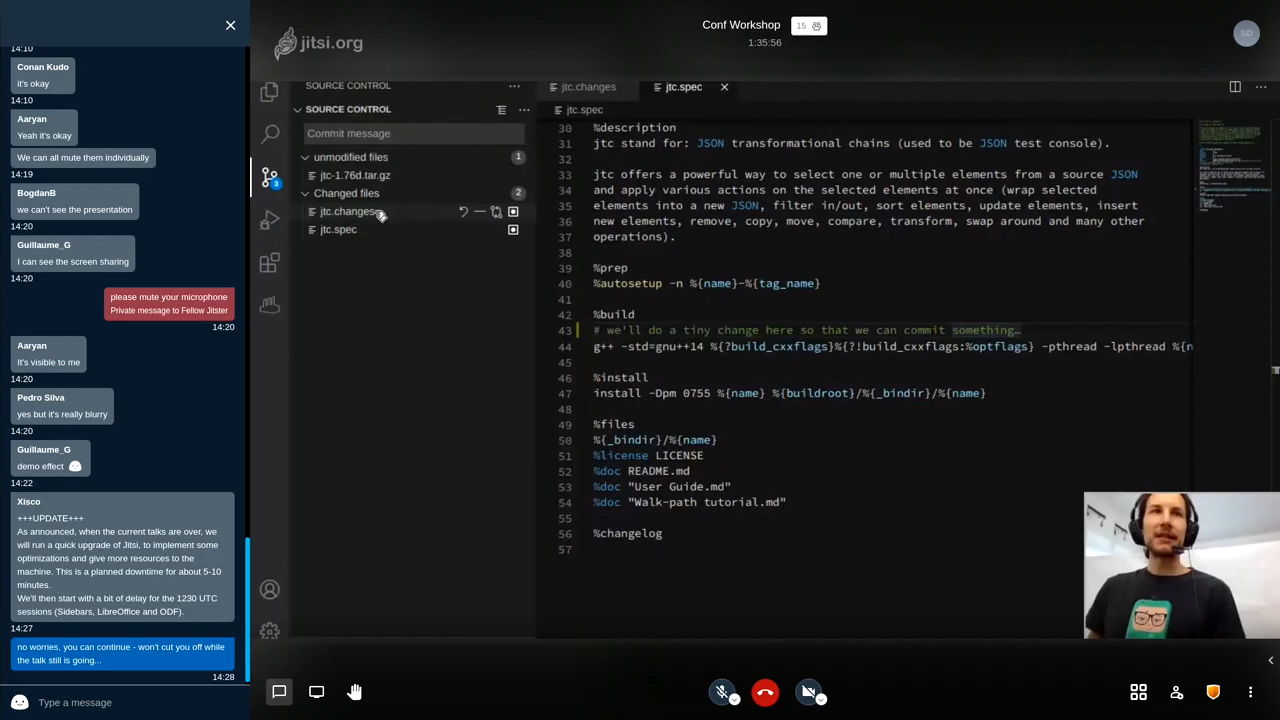 14:10
Conan Kudo
it's okay
14:10
Aaryan
Yeah it's okay
We can all mute them individually
14:19
BogdanB
we can't see the presentation
14:20
Guillaume_G
I can see the screen sharing
14:20
please mute your microphone
Private message to Fellow Jitster
14:20
Aaryan
It's visible to me
14:20
Pedro Silva
yes but it's really blurry
14:20
Guillaume_G
demo effect
14:22
Xisco
+++UPDATE+++
As announced, when the current talks are over, we
will run a quick upgrade of Jitsi, to implement some
optimizations and give more resources to the
machine. This is a planned downtime for about 5-10
minutes.
We'll then start with a bit of delay for the 1230 UTC
sessions (Sidebars, LibreOffice and ODF).
14:27
no worries, you can continue - won't cut you off while
the talk still is going...
14:28
Type a message
jitsi.org
Conf Workshop
15
1:35:56
SD
SOURCE CONTROL
SOURCE CONTROL
Commit message
unmodified files 1
jtc-1.76d.tar.gz
Changed files 2
jtc.changes
jtc.spec
3
jtc.changes
jtc.spec
jtc.spec
30 %description
31 jtc stand for: JSON transformational chains (used to be JSON test console).
32
33 jtc offers a powerful way to select one or multiple elements from a source JSON
34 and apply various actions on the selected elements at once (wrap selected
35 elements into a new JSON, filter in/out, sort elements, update elements, insert
36 new elements, remove, copy, move, compare, transform, swap around and many other
37 operations).
38
39 %prep
40 %autosetup -n %{name}-%{tag_name}
41
42 %build
43 # we'll do a tiny change here so that we can commit something…
44 g++ -std=gnu++14 %{?build_cxxflags}%{?!build_cxxflags:%optflags} -pthread -lpthread %{n
45
46 %install
47 install -Dpm 0755 %{name} %{buildroot}/%{_bindir}/%{name}
48
49 %files
50 %{_bindir}/%{name}
51 %license LICENSE
52 %doc README.md
53 %doc "User Guide.md"
54 %doc "Walk-path tutorial.md"
55
56 %changelog
57